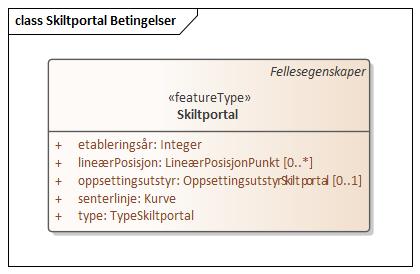 class Skiltportal Betingelser
Fellesegenskaper
«featureType»
Skiltportal
+ etableringsår: Integer
+ lineærPosisjon: LineærPosisjonPunkt [0..*]
+ oppsettingsutstyr: OppsettingsutstyrSkiltportal [0..1]
+ senterlinje: Kurve
+ type: TypeSkiltportal